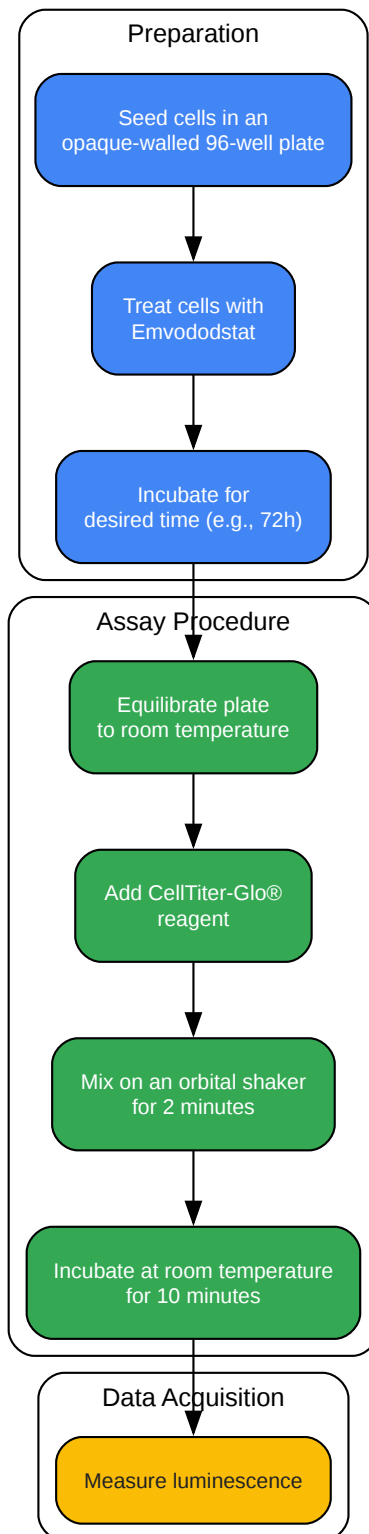 Preparation
Seed cells in an
opaque-walled 96-well plate
Treat cells with
Emvododstat
Incubate for
desired time (e.g., 72h)
Assay Procedure
Equilibrate plate
to room temperature
Add CellTiter-Glo®
reagent
Mix on an orbital shaker
for 2 minutes
Incubate at room temperature
for 10 minutes
Data Acquisition
Measure luminescence